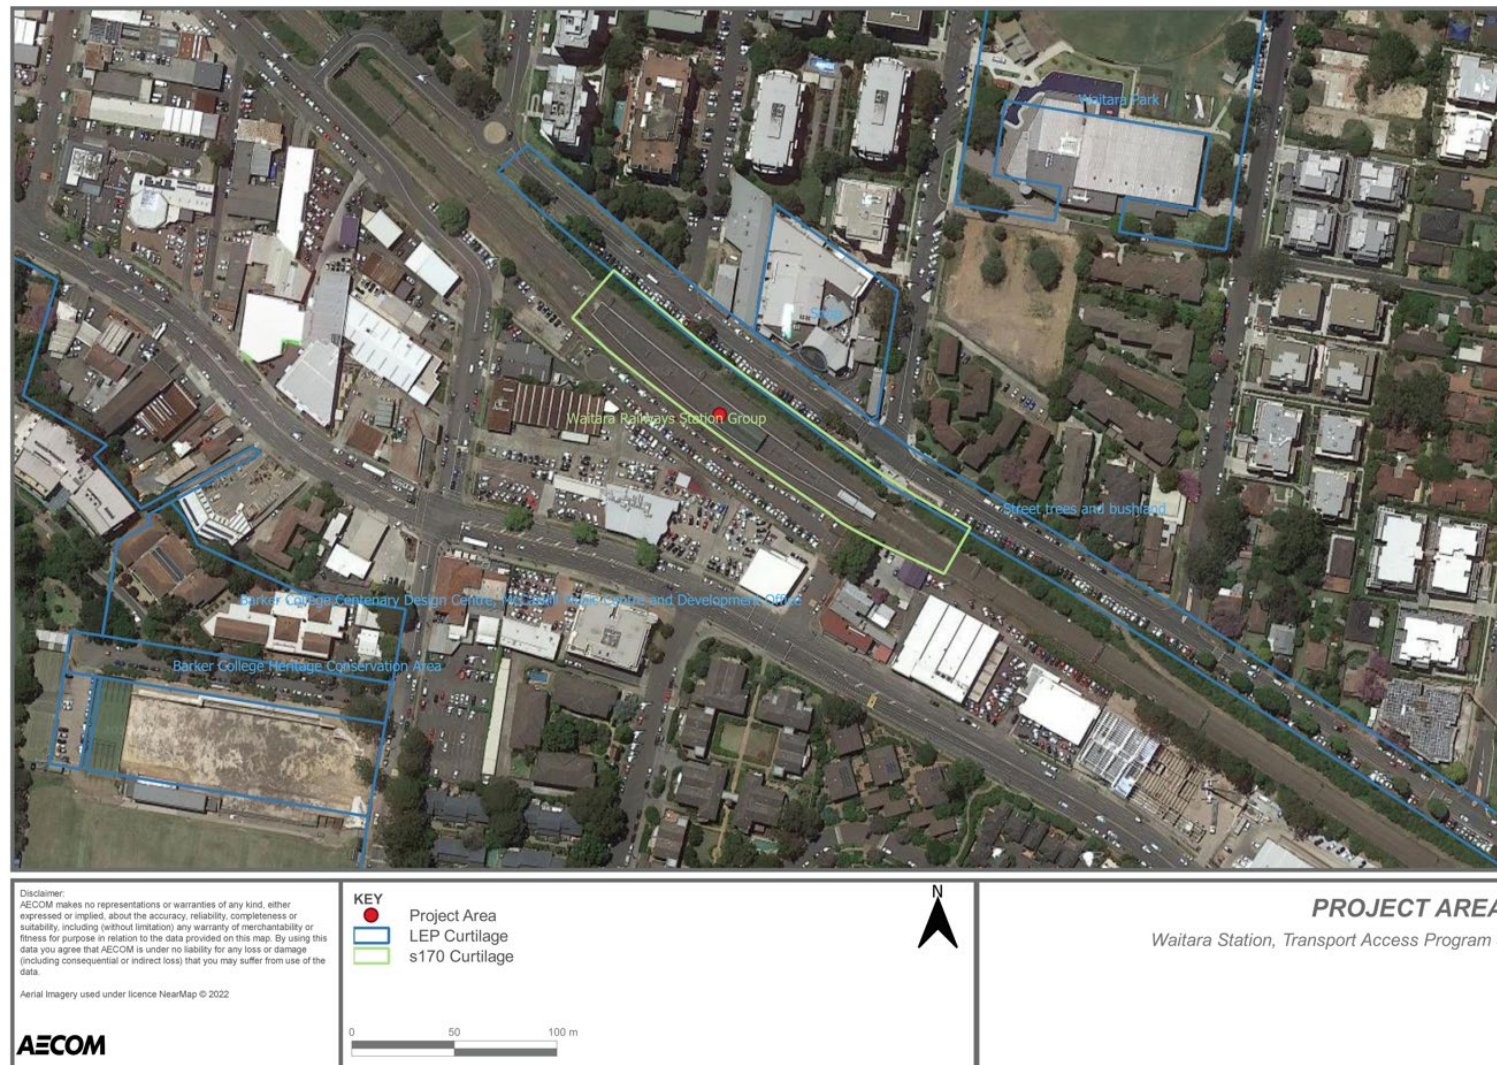 Waitara Park
Waitara Railways Station Group
Street trees and bushland
Barker College Centenary Design Centre, McCaskill Music Centre and Development Office
Barker College Heritage Conservation Area
Disclaimer:
AECOM makes no representations or warranties of any kind, either
expressed or implied, about the accuracy, reliability, completeness or
suitability, including (without limitation) any warranty of merchantability or
fitness for purpose in relation to the data provided on this map. By using this
data you agree that AECOM is under no liability for any loss or damage
(including consequential or indirect loss) that you may suffer from use of the
data.
Aerial Imagery used under licence NearMap © 2022
AECOM
KEY
Project Area
LEP Curtilage
s170 Curtilage
0 50 100 m
N
PROJECT AREA
Waitara Station, Transport Access Program